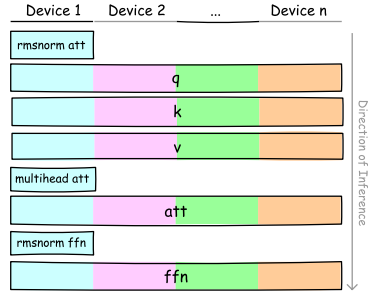 Device 1 Device 2 ... Device n
rmsnorm att
q
k
v
multihead att
att
rmsnorm ffn
ffn
Direction of Inference